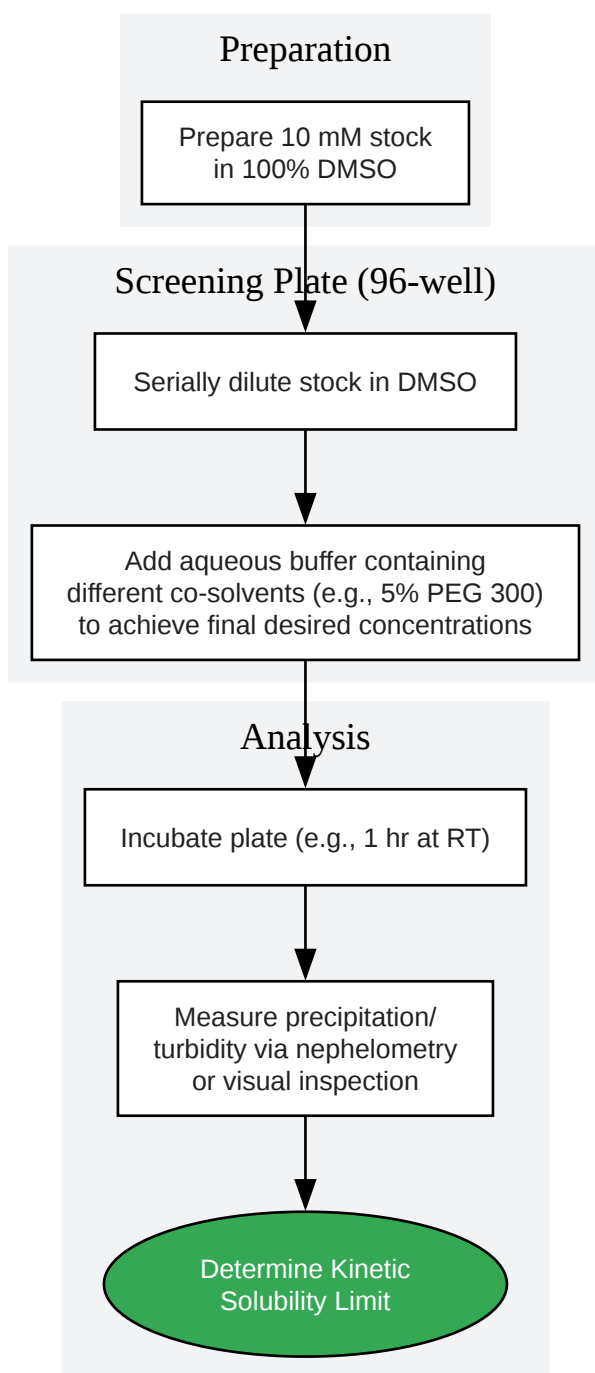 Preparation
Prepare 10 mM stock
in 100% DMSO
Screening Plate (96-well)
Serially dilute stock in DMSO
Add aqueous buffer containing
different co-solvents (e.g., 5% PEG 300)
to achieve final desired concentrations
Analysis
Incubate plate (e.g., 1 hr at RT)
Measure precipitation/
turbidity via nephelometry
or visual inspection
Determine Kinetic
Solubility Limit